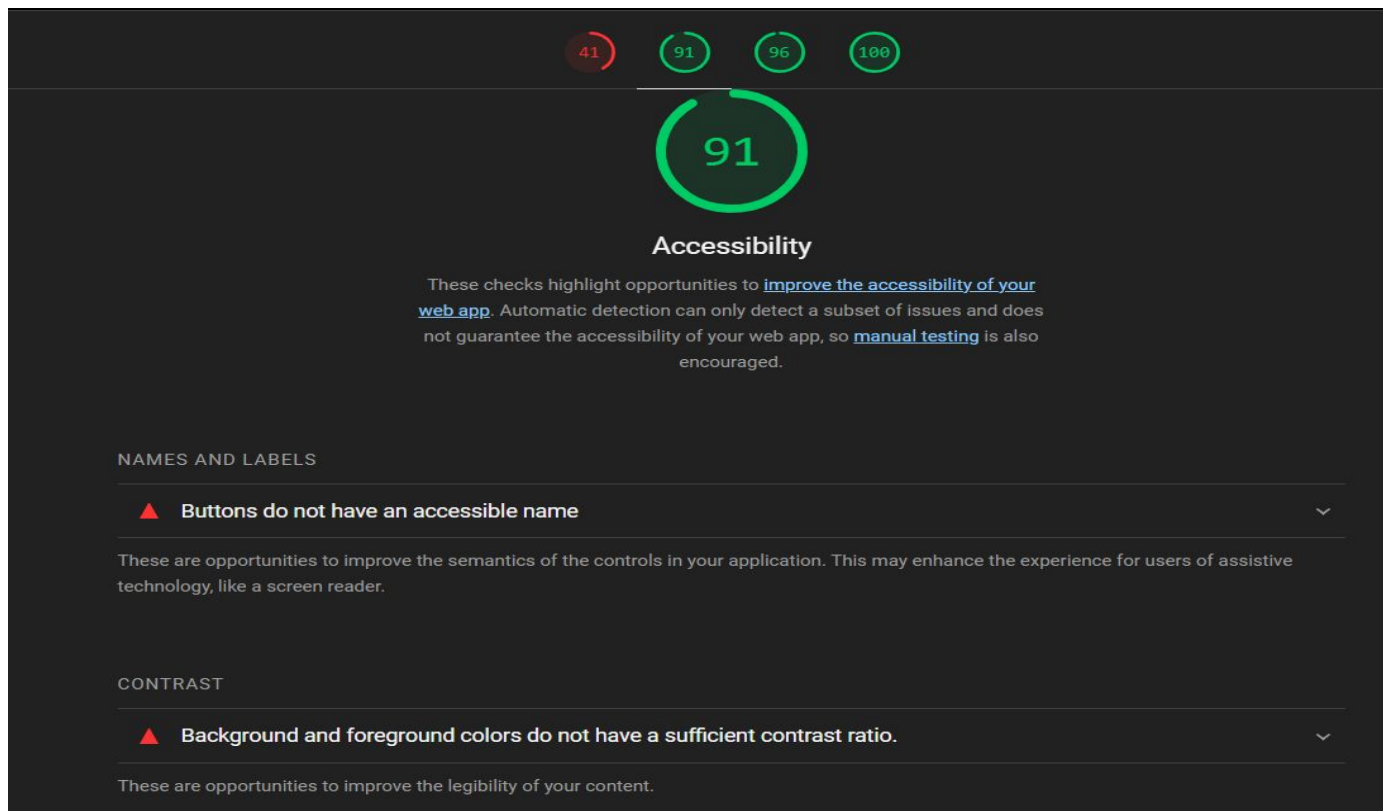 41 91 96 100
91
Accessibility
These checks highlight opportunities to improve the accessibility of your
web app. Automatic detection can only detect a subset of issues and does
not guarantee the accessibility of your web app, so manual testing is also
encouraged.
NAMES AND LABELS
Buttons do not have an accessible name
These are opportunities to improve the semantics of the controls in your application. This may enhance the experience for users of assistive
technology, like a screen reader.
CONTRAST
Background and foreground colors do not have a sufficient contrast ratio.
These are opportunities to improve the legibility of your content.